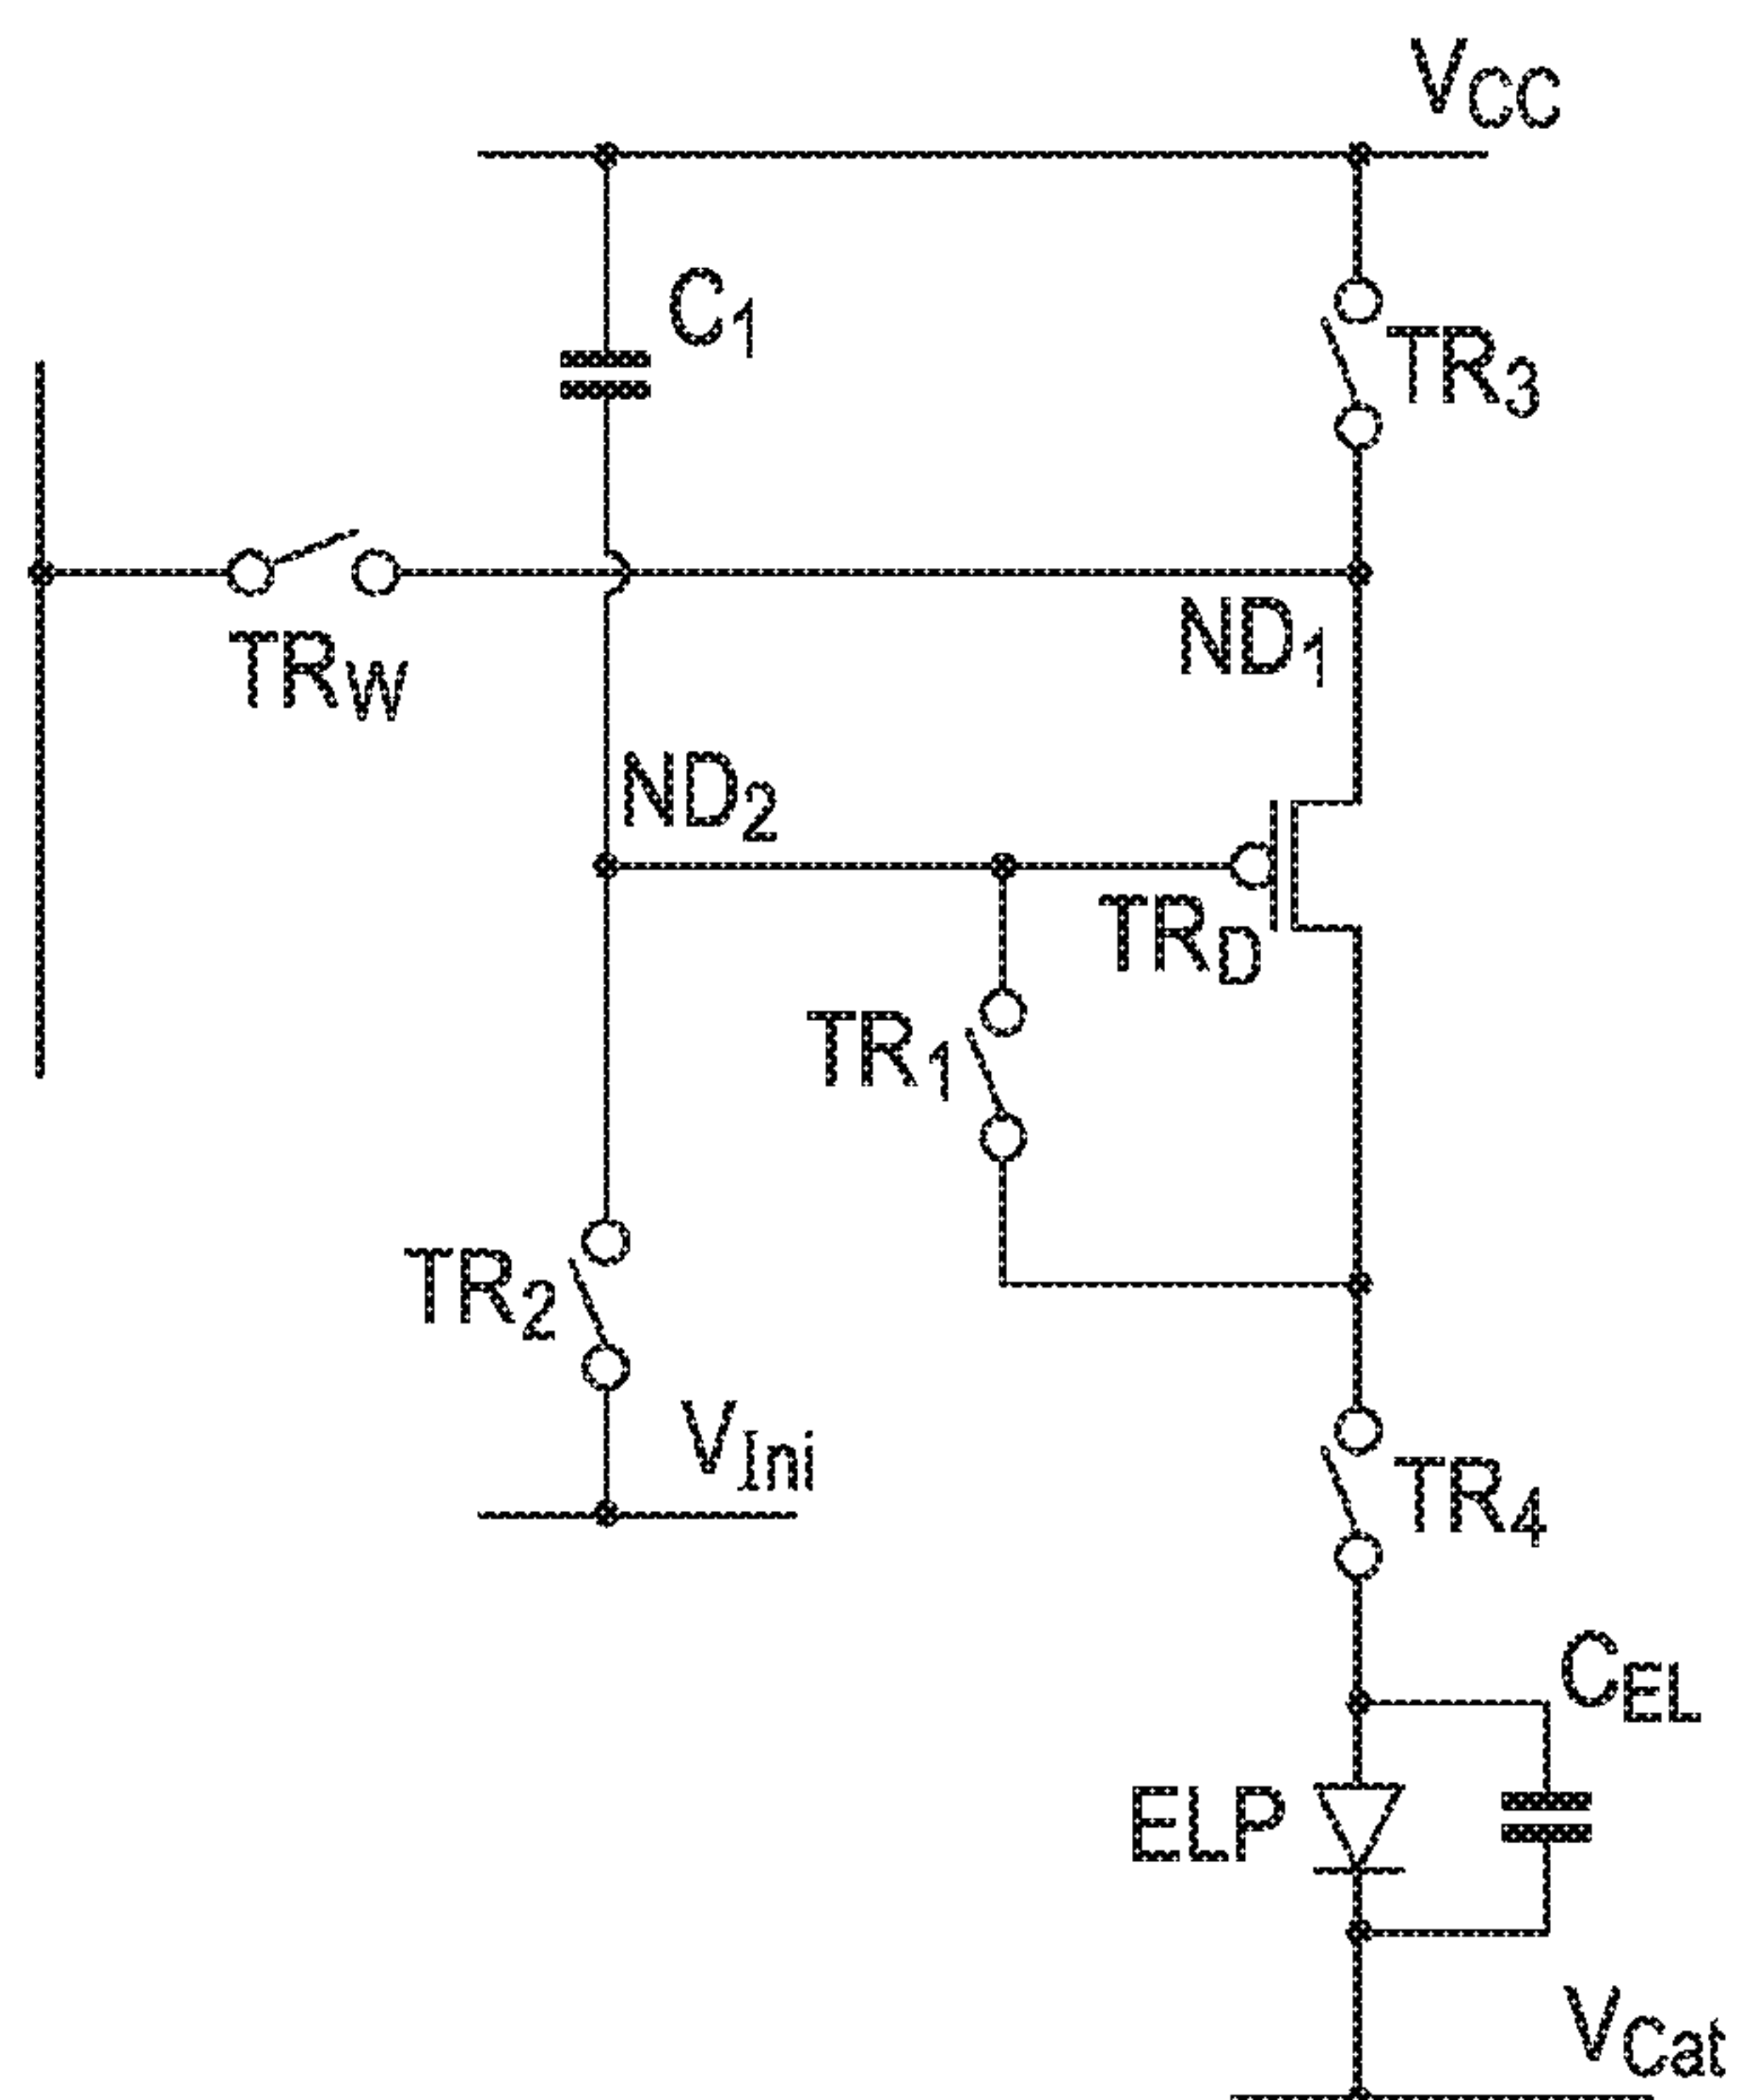 VCC
C1
TR3
TRW
ND1
ND2
TRD
TR1
TR2
VIni
TR4
CEL
ELP
VCat